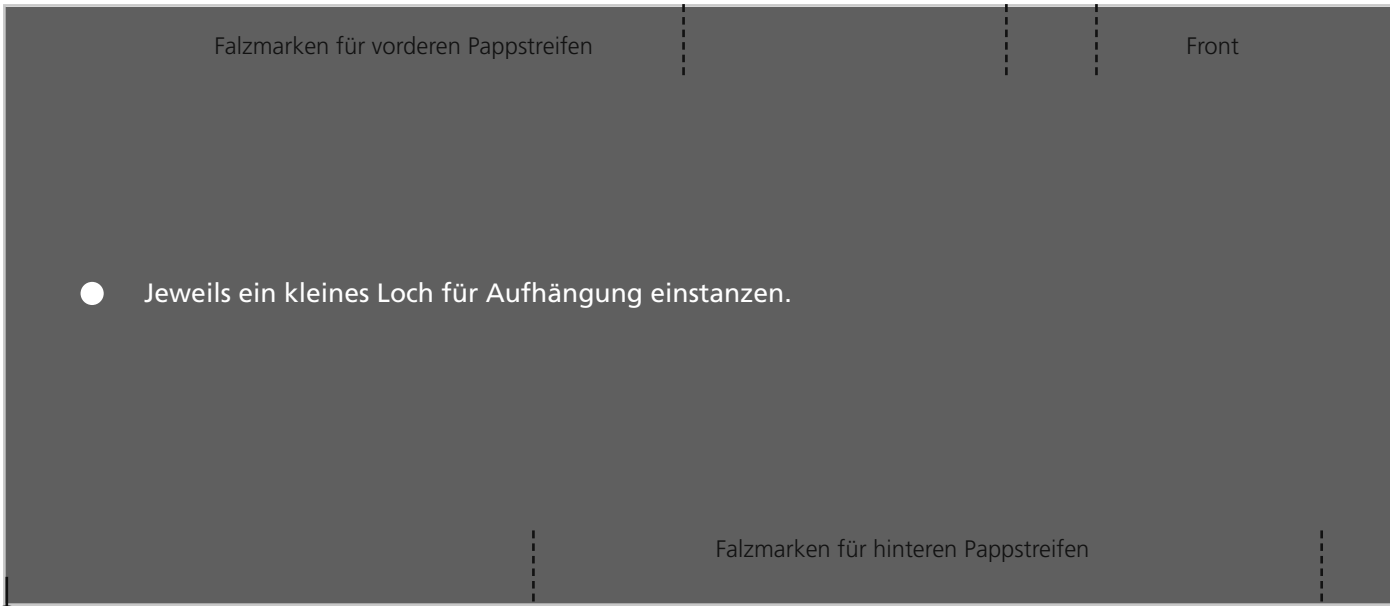 Falzmarken für vorderen Pappstreifen
Front
Jeweils ein kleines Loch für Aufhängung einstanzen.
Falzmarken für hinteren Pappstreifen